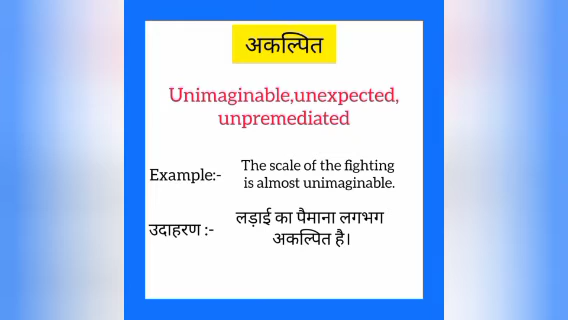 अकल्पित
Unimaginable,unexpected,
unpremediated
Example:- The scale of the fighting
is almost unimaginable.
उदाहरण :- लड़ाई का पैमाना लगभग
अकल्पित है।